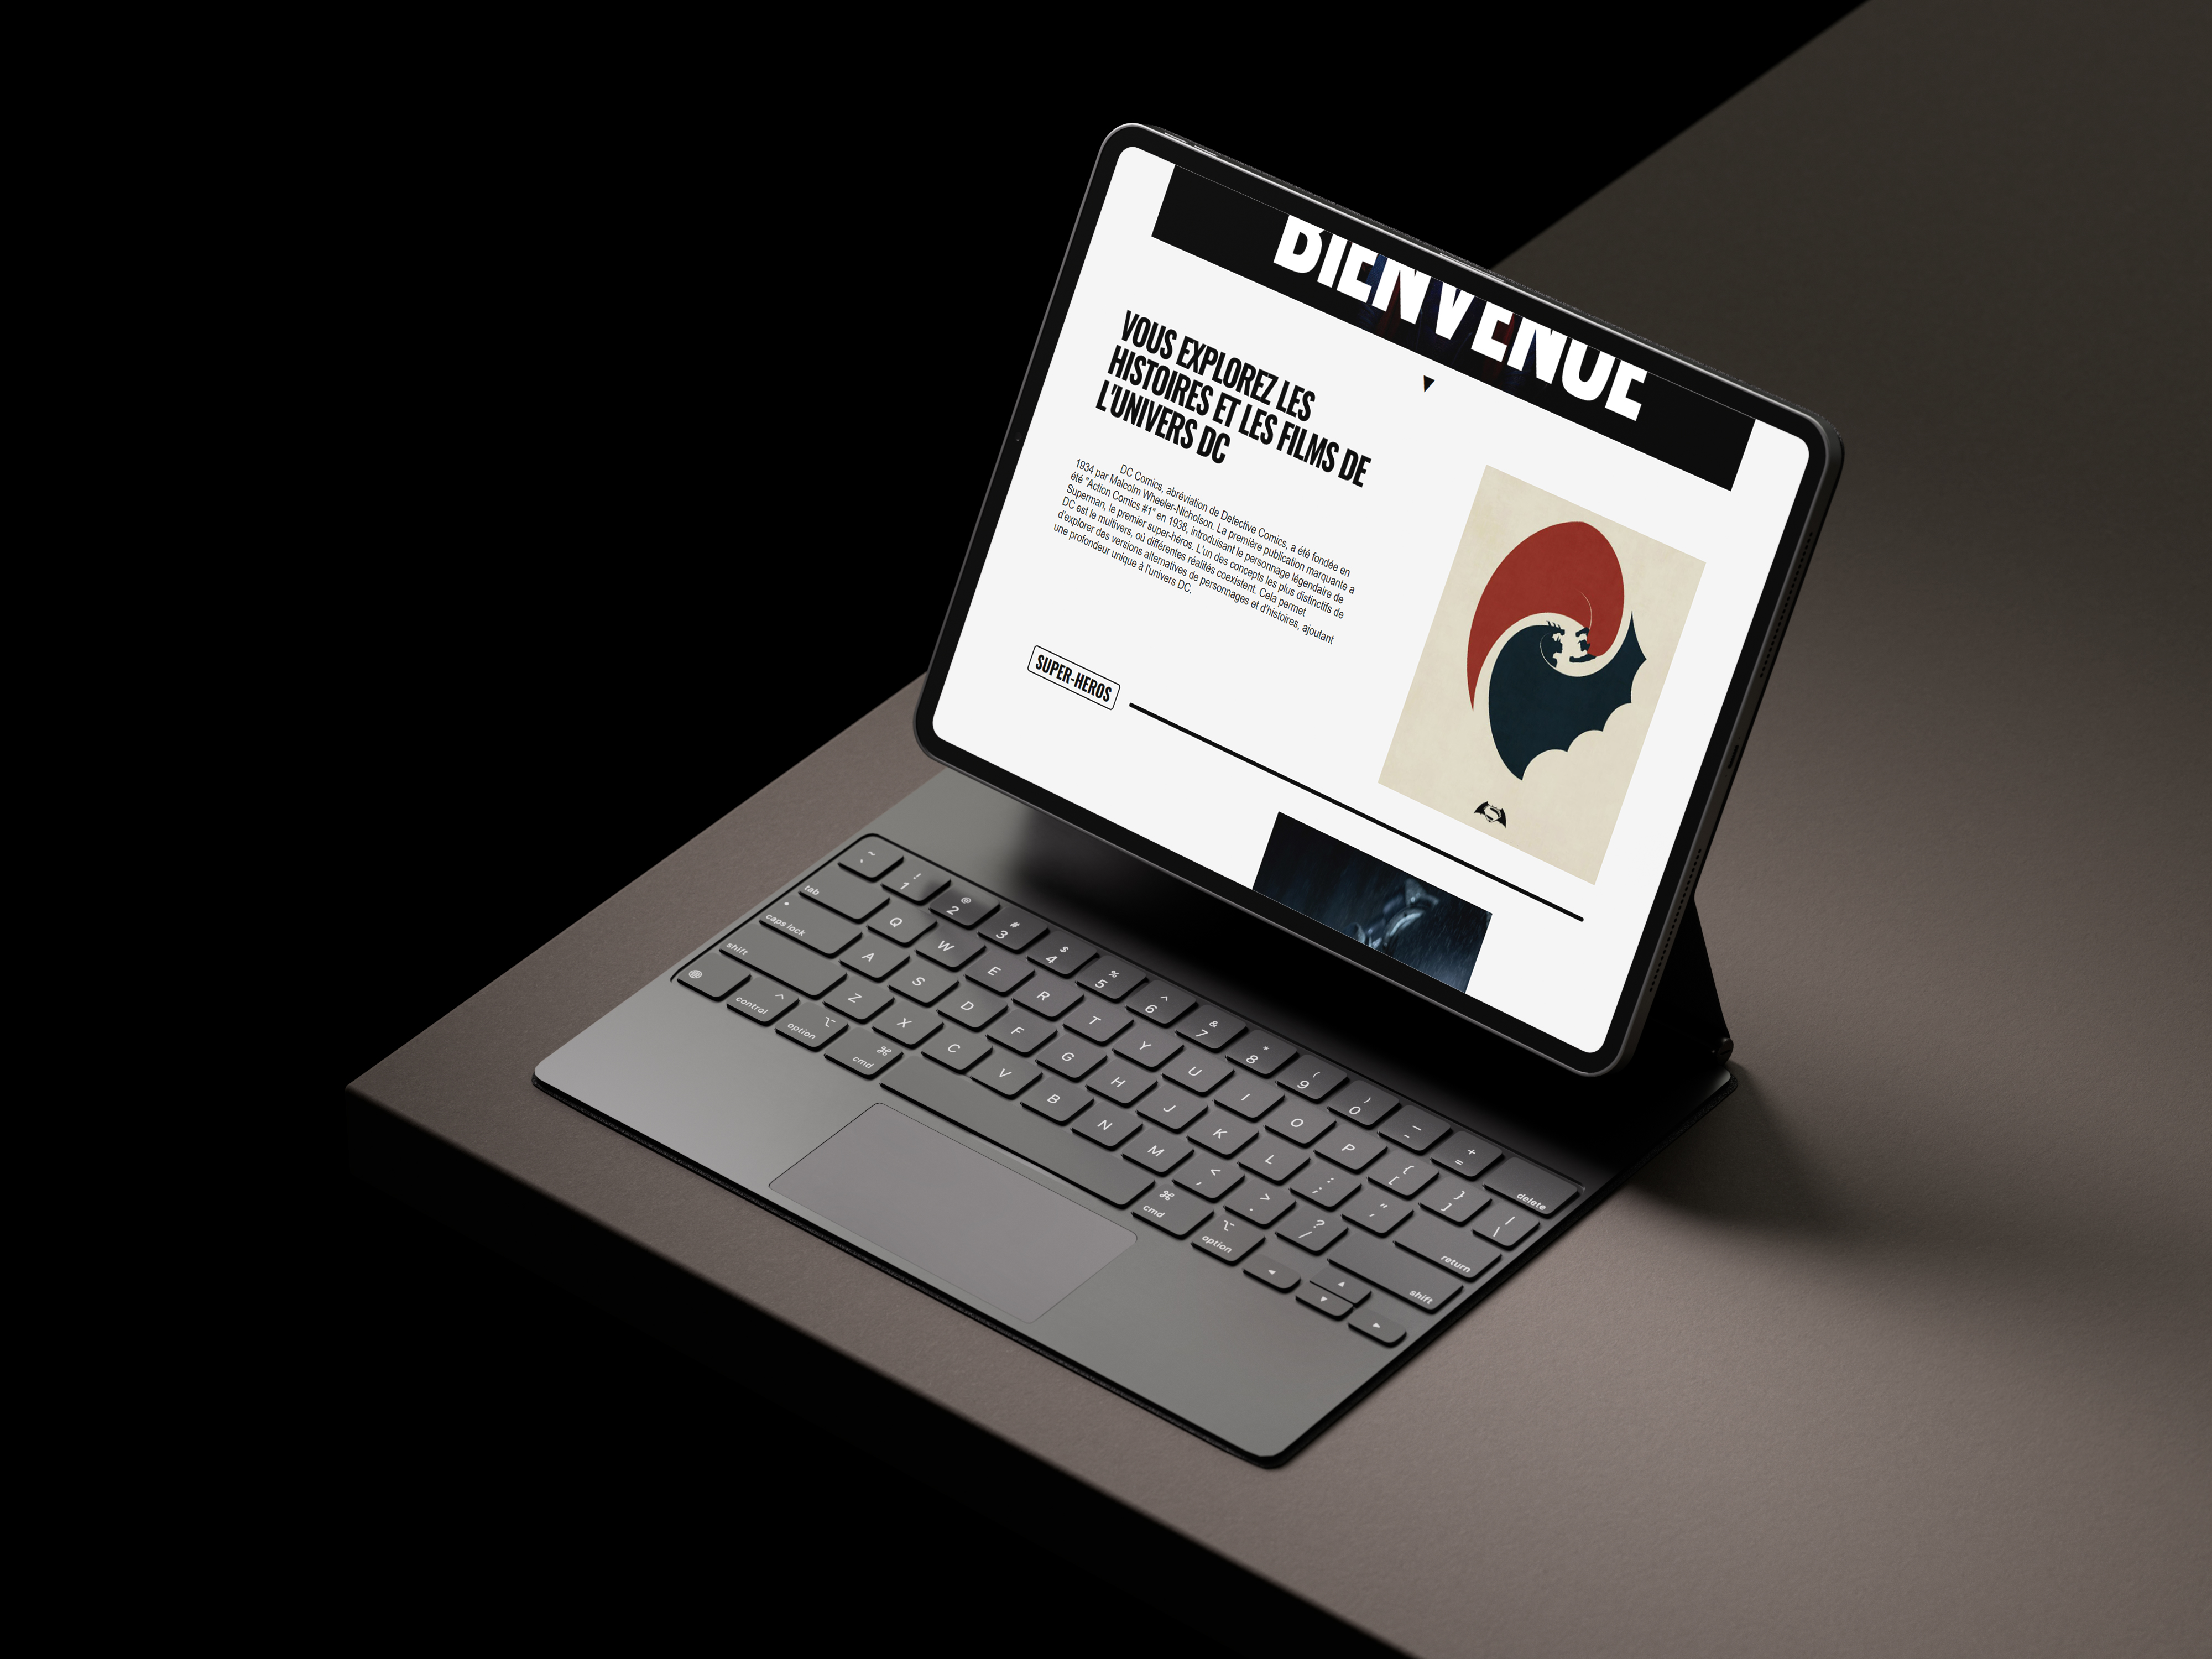 BIENVENUE
VOUS EXPLOREZ LES
HISTOIRES ET LES FILMS DE
L'UNIVERS DC
DC Comics, abréviation de Detective Comics, a été fondée en
1934 par Malcolm Wheeler-Nicholson. La première publication marquante a
été "Action Comics #1" en 1938, introduisant le personnage légendaire de
Superman, le premier super-héros. L'un des concepts les plus distinctifs de
DC est le multivers, où différentes réalités coexistent. Cela permet
d'explorer des versions alternatives de personnages et d'histoires, ajoutant
une profondeur unique à l'univers DC.
SUPER-HEROS
~ ` ! 1 @ 2 # 3 $ 4 % 5 ^ 6 & 7 * 8 ( 9 ) 0 _ - + = delete
tab Q W E R T Y U I O P { [ } ] | \
caps lock A S D F G H J K L : ; " ' return
shift Z X C V B N M < , > . ? / shift
control option cmd cmd option